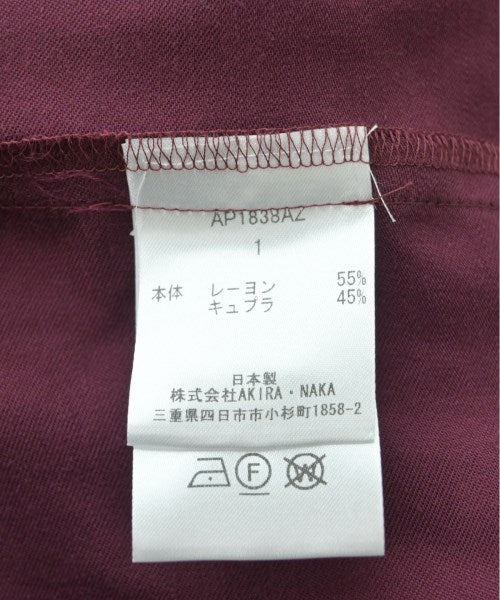 AP1838AZ
1
本体 レーヨン 55%
キュプラ 45%
日本製
株式会社AKIRA・NAKA
三重県四日市市小杉町1858-2
F
W